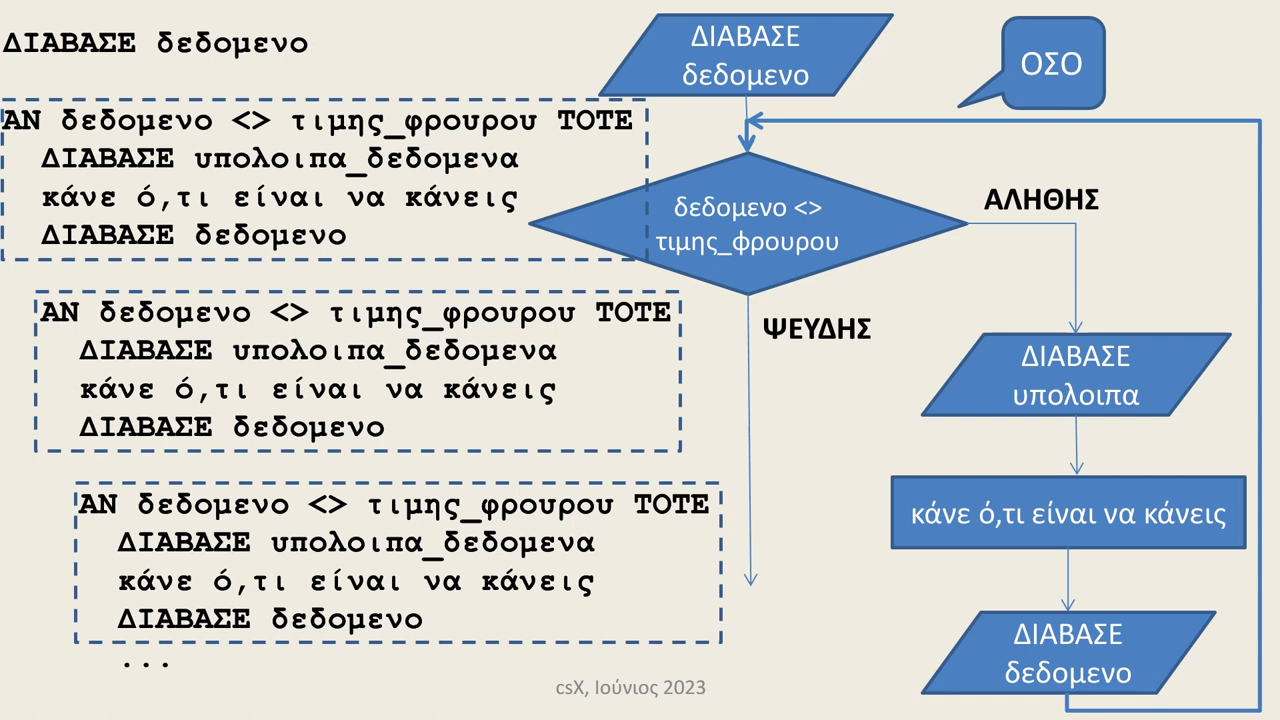 ΔΙΑΒΑΣΕ δεδομενο
ΑΝ δεδομενο <> τιμης_φρουρου ΤΟΤΕ
ΔΙΑΒΑΣΕ υπολοιπα_δεδομενα
κάνε ό,τι είναι να κάνεις
ΔΙΑΒΑΣΕ δεδομενο
ΑΝ δεδομενο <> τιμης_φρουρου ΤΟΤΕ
ΔΙΑΒΑΣΕ υπολοιπα_δεδομενα
κάνε ό,τι είναι να κάνεις
ΔΙΑΒΑΣΕ δεδομενο
ΑΝ δεδομενο <> τιμης_φρουρου ΤΟΤΕ
ΔΙΑΒΑΣΕ υπολοιπα_δεδομενα
κάνε ό,τι είναι να κάνεις
ΔΙΑΒΑΣΕ δεδομενο
...
ΔΙΑΒΑΣΕ
δεδομενο
ΟΣΟ
δεδομενο <>
τιμης_φρουρου
ΑΛΗΘΗΣ
ΨΕΥΔΗΣ
ΔΙΑΒΑΣΕ
υπολοιπα
κάνε ό,τι είναι να κάνεις
ΔΙΑΒΑΣΕ
δεδομενο
csX, Ιούνιος 2023